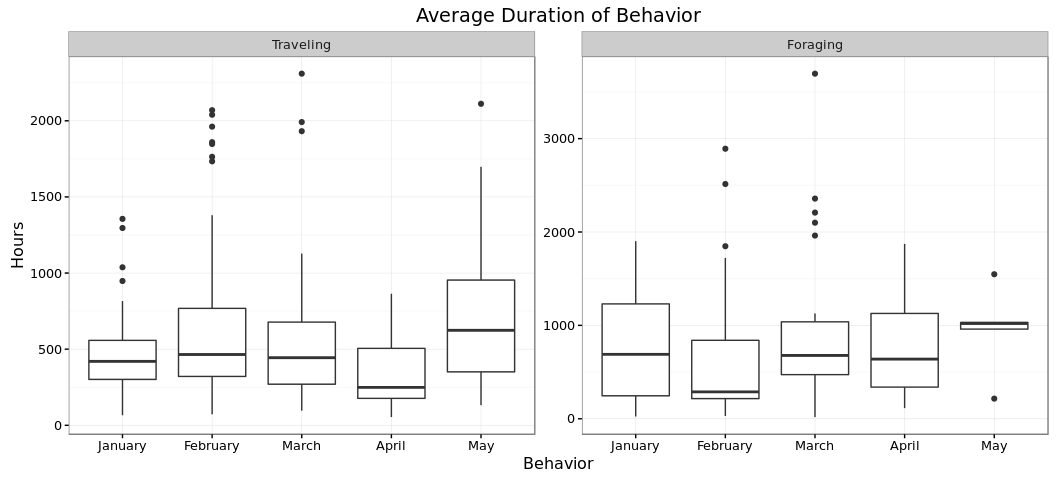 Average Duration of Behavior
Traveling
Foraging
Hours
2000
1500
1000
500
0
3000
2000
1000
0
January February March April May
January February March April May
Behavior